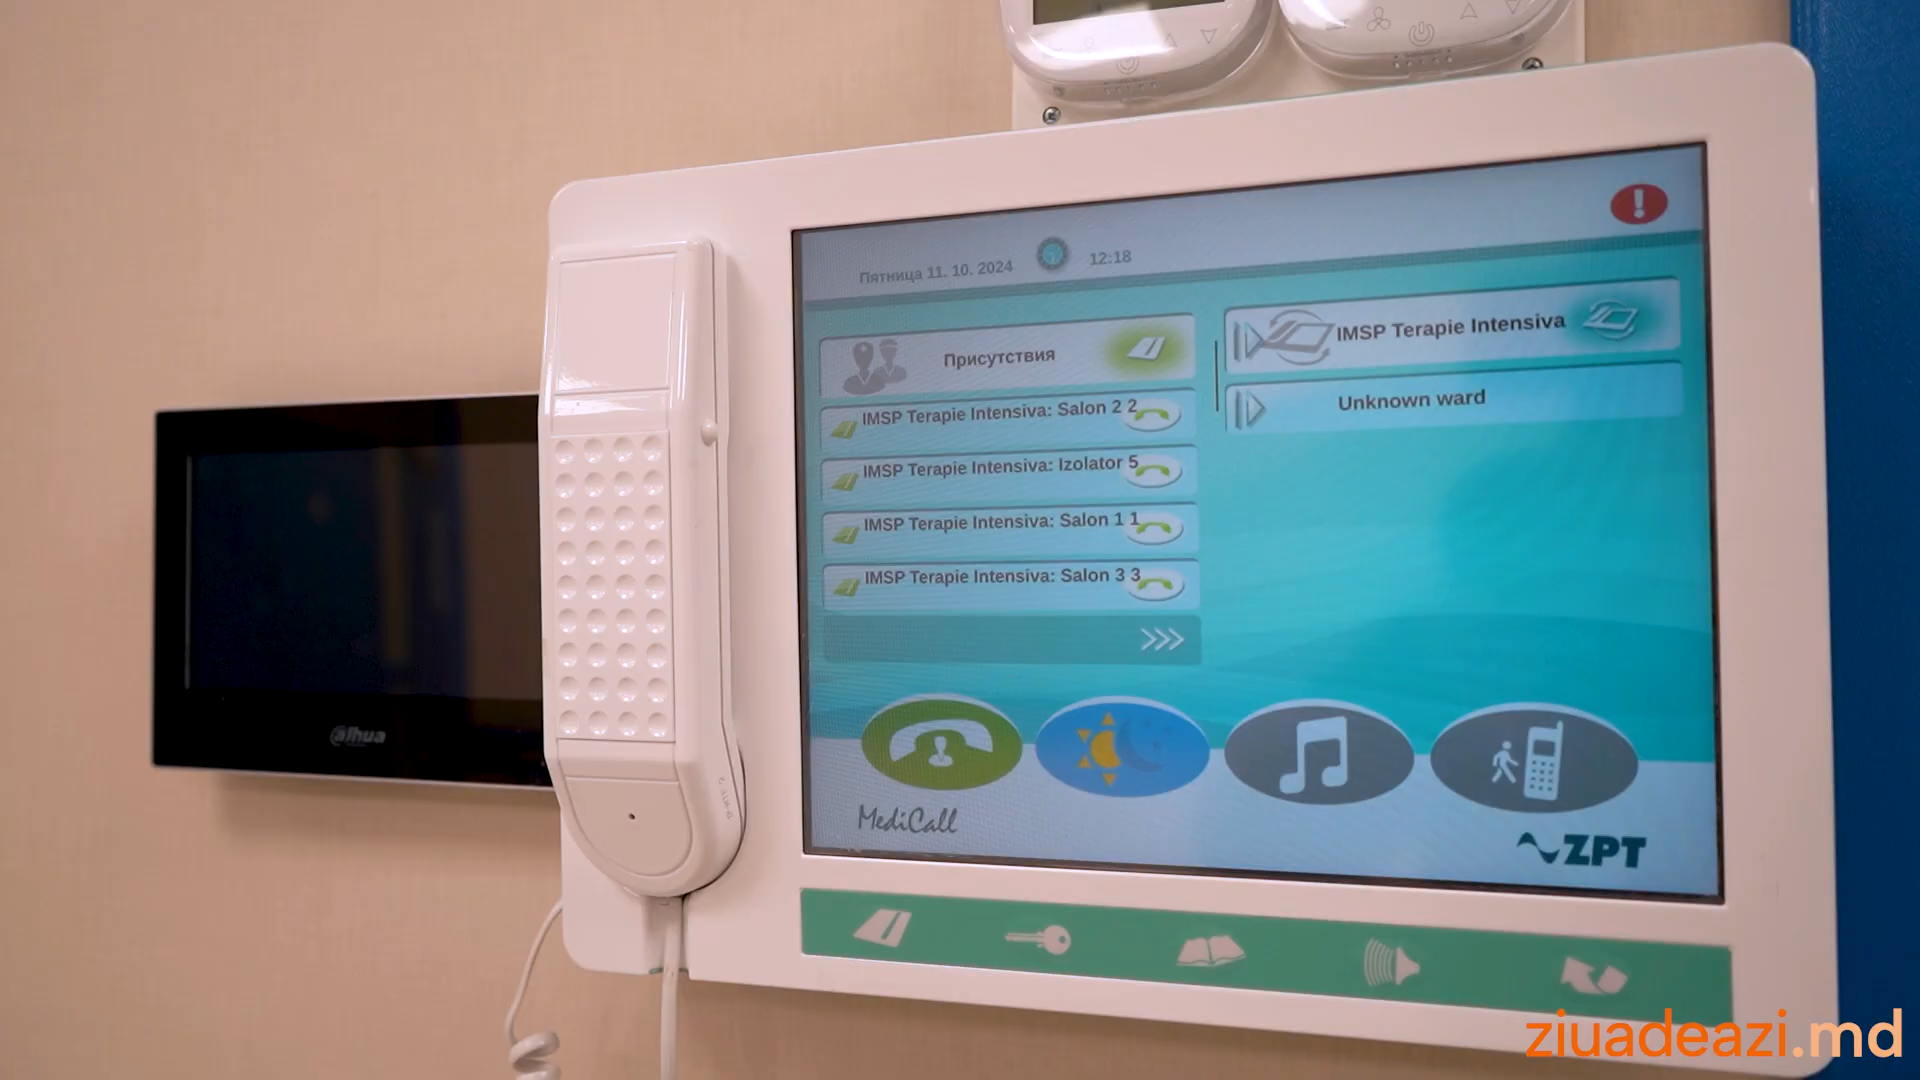 Пятница 11. 10. 2024
12:18
Присутствия
IMSP Terapie Intensiva: Salon 2 2
IMSP Terapie Intensiva: Izolator 5
IMSP Terapie Intensiva: Salon 1 1
IMSP Terapie Intensiva: Salon 3 3
IMSP Terapie Intensiva
Unknown ward
MediCall
ZPT
alhua
ziuadeazi.md